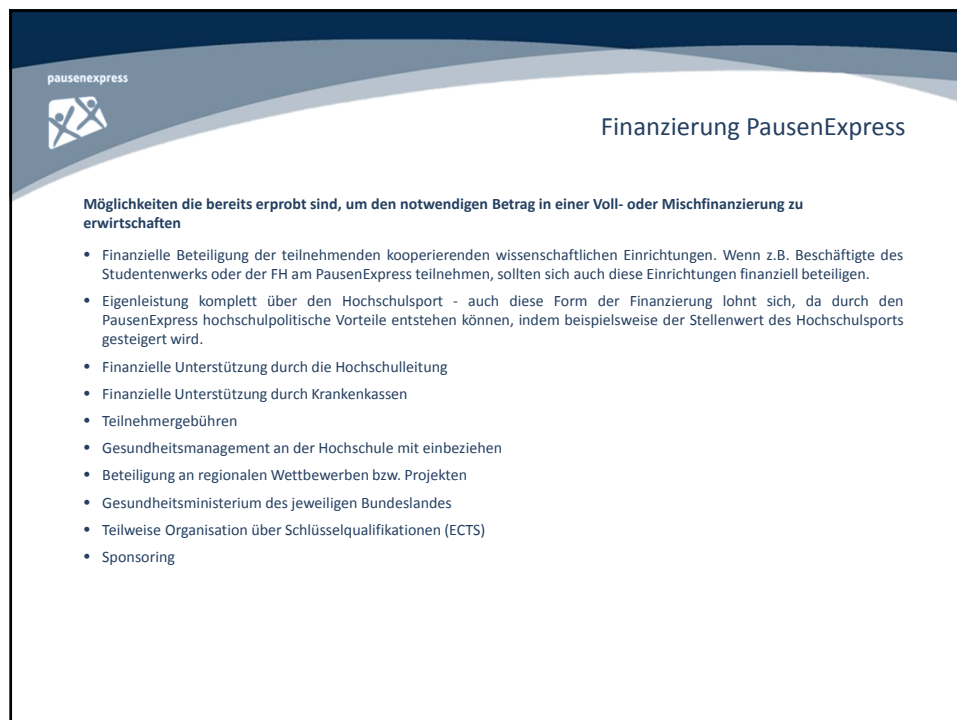 pausenexpress
Finanzierung PausenExpress
Möglichkeiten die bereits erprobt sind, um den notwendigen Betrag in einer Voll- oder Mischfinanzierung zu
erwirtschaften
• Finanzielle Beteiligung der teilnehmenden kooperierenden wissenschaftlichen Einrichtungen. Wenn z.B. Beschäftigte des
Studentenwerks oder der FH am PausenExpress teilnehmen, sollten sich auch diese Einrichtungen finanziell beteiligen.
• Eigenleistung komplett über den Hochschulsport - auch diese Form der Finanzierung lohnt sich, da durch den
PausenExpress hochschulpolitische Vorteile entstehen können, indem beispielsweise der Stellenwert des Hochschulsports
gesteigert wird.
• Finanzielle Unterstützung durch die Hochschulleitung
• Finanzielle Unterstützung durch Krankenkassen
• Teilnehmergebühren
• Gesundheitsmanagement an der Hochschule mit einbeziehen
• Beteiligung an regionalen Wettbewerben bzw. Projekten
• Gesundheitsministerium des jeweiligen Bundeslandes
• Teilweise Organisation über Schlüsselqualifikationen (ECTS)
• Sponsoring